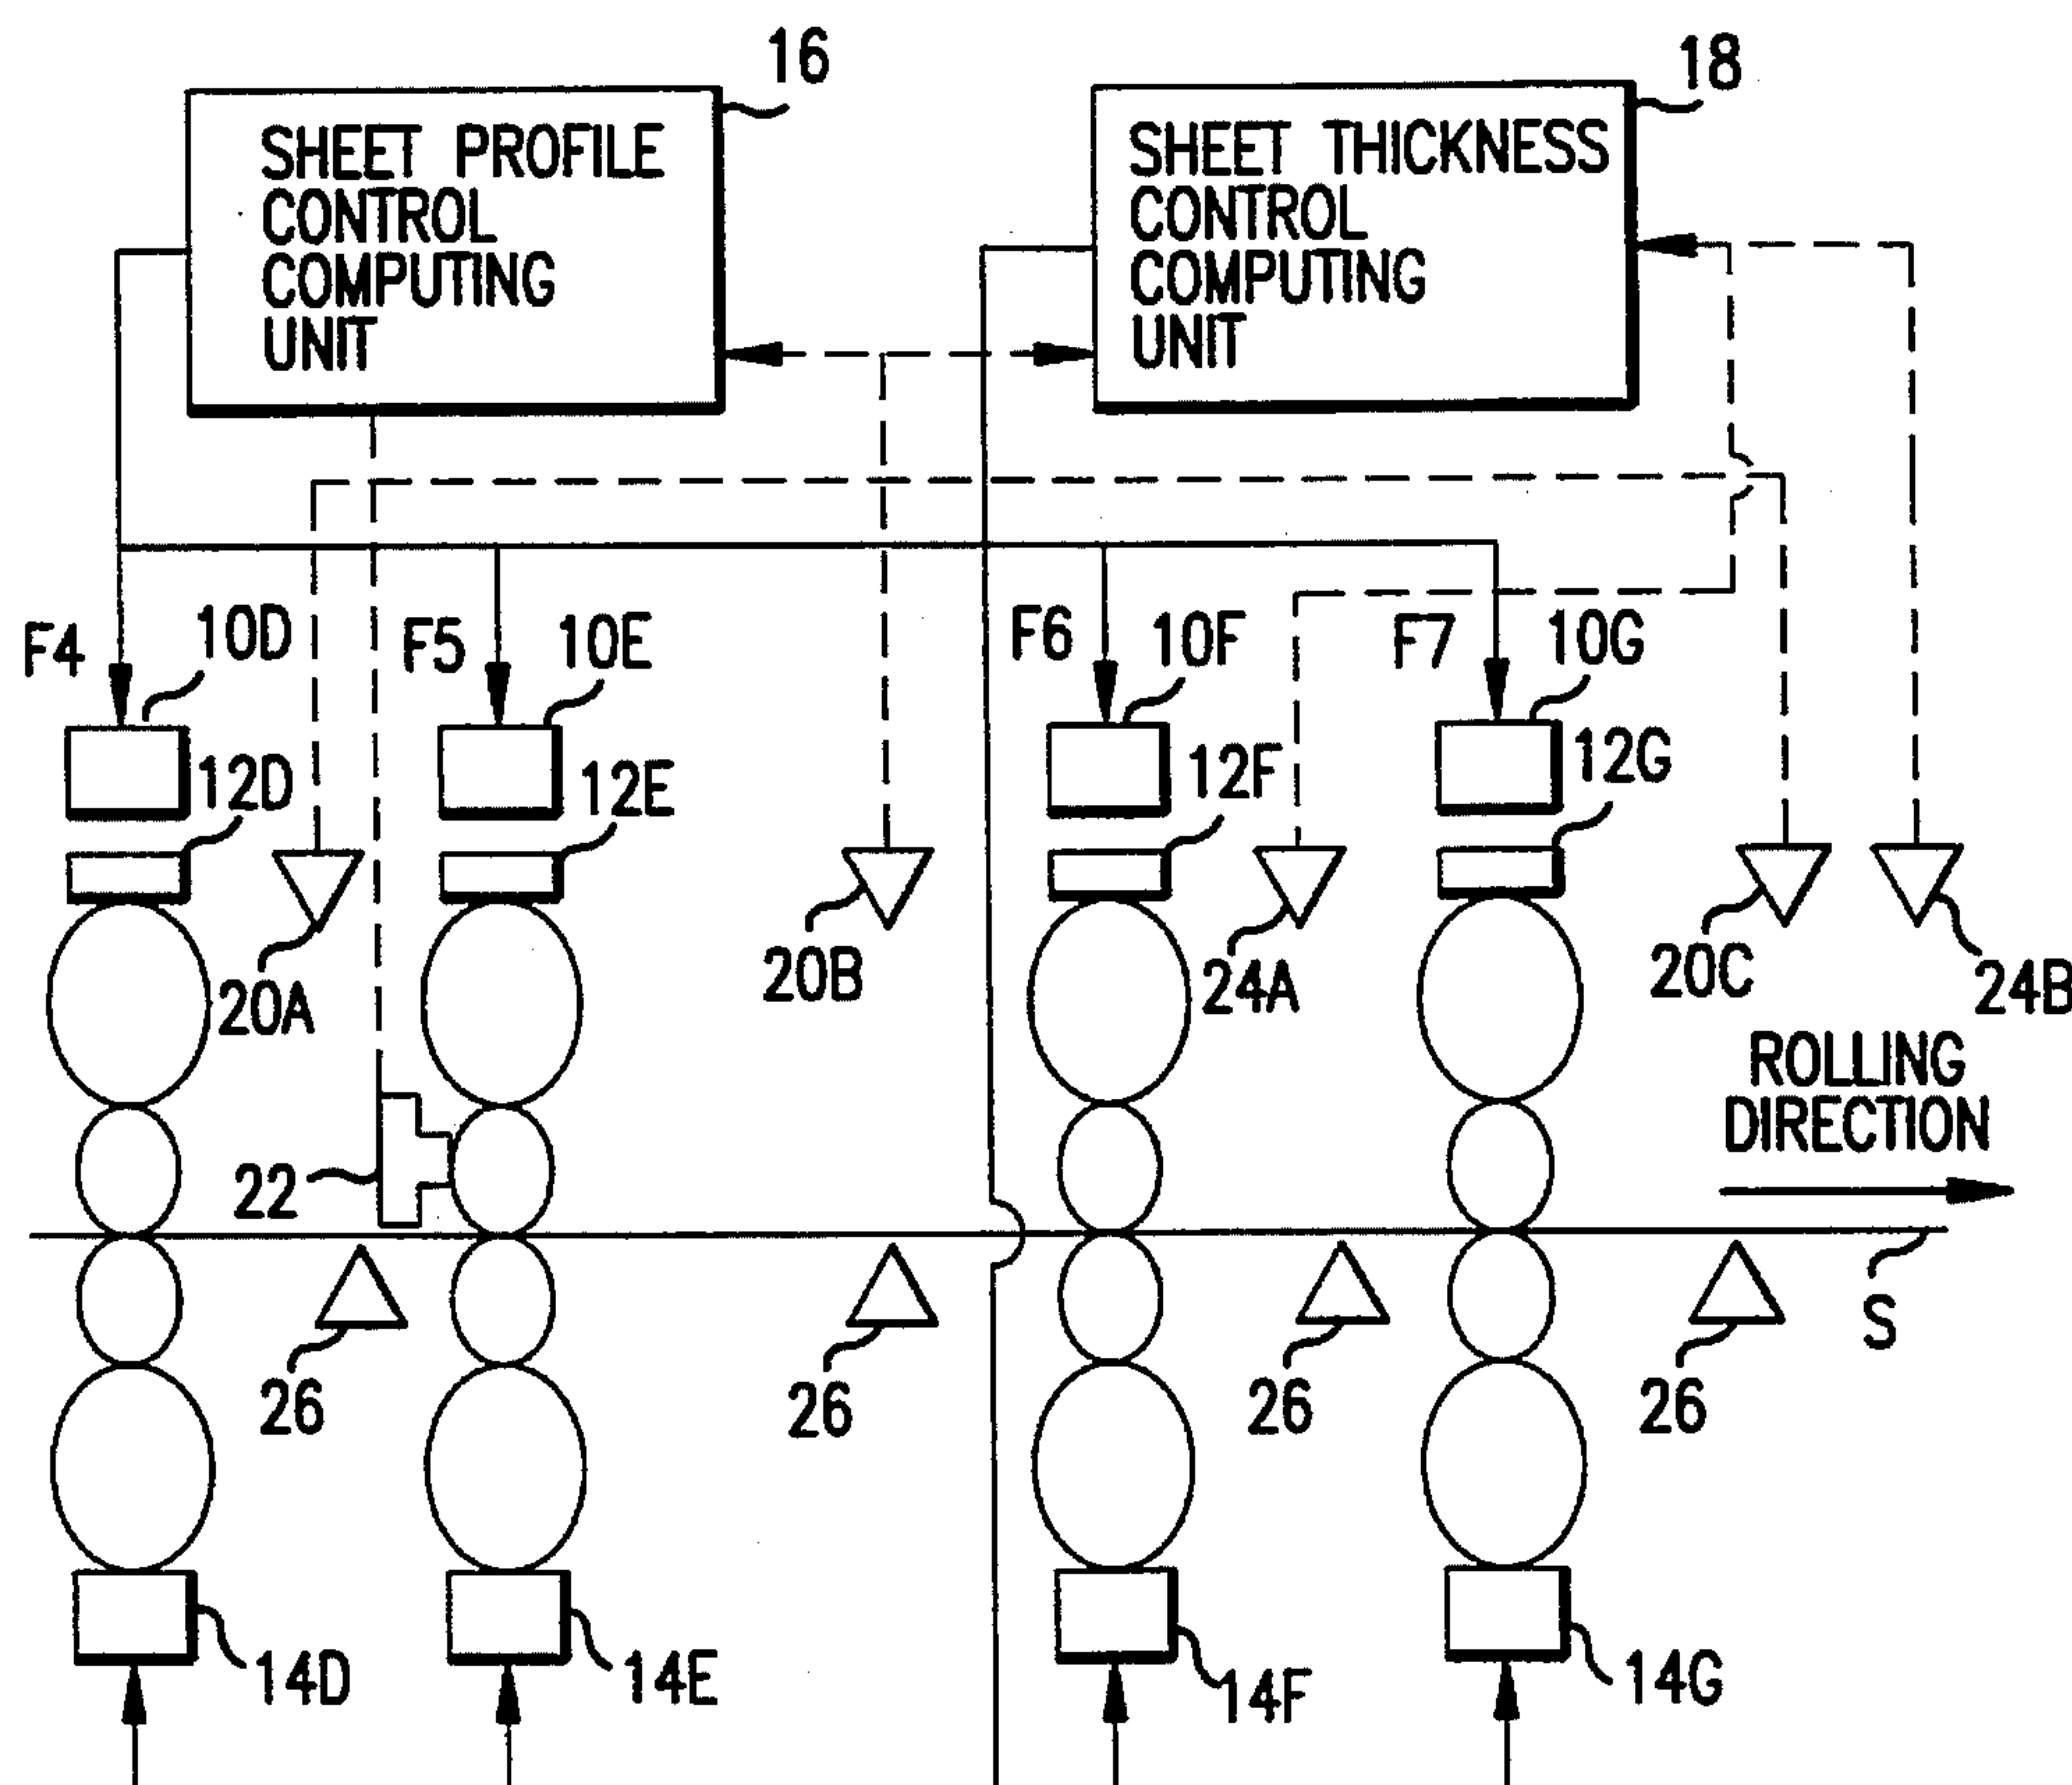 16
18
SHEET PROFILE
CONTROL
COMPUTING
UNIT
SHEET THICKNESS
CONTROL
COMPUTING
UNIT
F4
10D
F5
10E
F6
10F
F7
10G
12D
12E
12F
12G
20A
20B
24A
20C
24B
ROLLING
DIRECTION
22
S
26
26
26
26
14D
14E
14F
14G